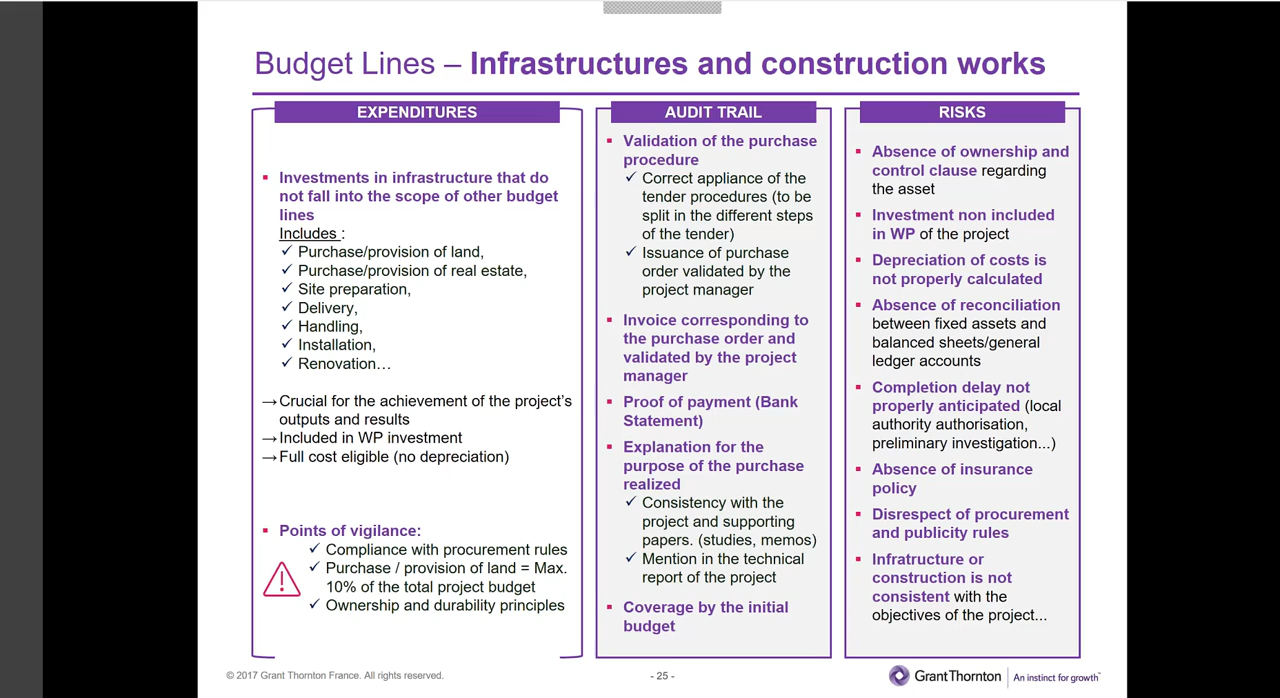 Budget Lines – Infrastructures and construction works
EXPENDITURES
▪ Investments in infrastructure that do
not fall into the scope of other budget
lines
Includes :
✓ Purchase/provision of land,
✓ Purchase/provision of real estate,
✓ Site preparation,
✓ Delivery,
✓ Handling,
✓ Installation,
✓ Renovation…
→Crucial for the achievement of the project’s
outputs and results
→Included in WP investment
→Full cost eligible (no depreciation)
▪ Points of vigilance:
✓ Compliance with procurement rules
✓ Purchase / provision of land = Max.
10% of the total project budget
✓ Ownership and durability principles
AUDIT TRAIL
▪ Validation of the purchase
procedure
✓ Correct appliance of the
tender procedures (to be
split in the different steps
of the tender)
✓ Issuance of purchase
order validated by the
project manager
▪ Invoice corresponding to
the purchase order and
validated by the project
manager
▪ Proof of payment (Bank
Statement)
▪ Explanation for the
purpose of the purchase
realized
✓ Consistency with the
project and supporting
papers. (studies, memos)
✓ Mention in the technical
report of the project
▪ Coverage by the initial
budget
RISKS
▪ Absence of ownership and
control clause regarding
the asset
▪ Investment non included
in WP of the project
▪ Depreciation of costs is
not properly calculated
▪ Absence of reconciliation
between fixed assets and
balanced sheets/general
ledger accounts
▪ Completion delay not
properly anticipated (local
authority authorisation,
preliminary investigation...)
▪ Absence of insurance
policy
▪ Disrespect of procurement
and publicity rules
▪ Infratructure or
construction is not
consistent with the
objectives of the project...
© 2017 Grant Thornton France. All rights reserved.
- 25 -
GrantThornton | An instinct for growth™